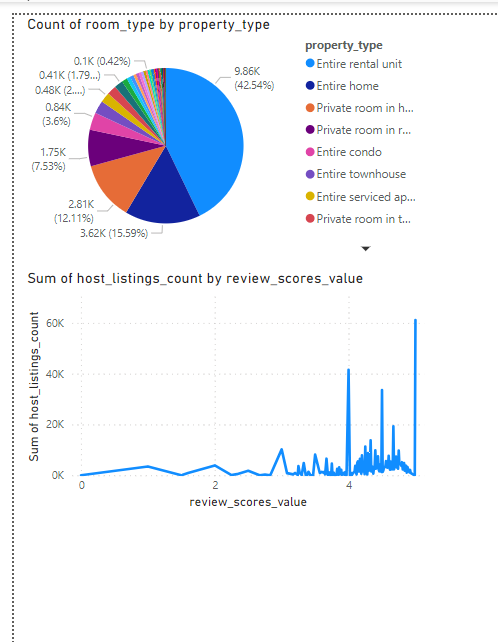 Count of room_type by property_type
property_type
Entire rental unit
Entire home
Private room in h...
Private room in r...
Entire condo
Entire townhouse
Entire serviced ap...
Private room in t...
0.1K (0.42%)
0.41K (1.79...)
0.48K (2....)
0.84K
(3.6%)
1.75K
(7.53%)
2.81K
(12.11%)
3.62K (15.59%)
9.86K
(42.54%)
Sum of host_listings_count by review_scores_value
Sum of host_listings_count
60K
40K
20K
0K
0
2
4
review_scores_value